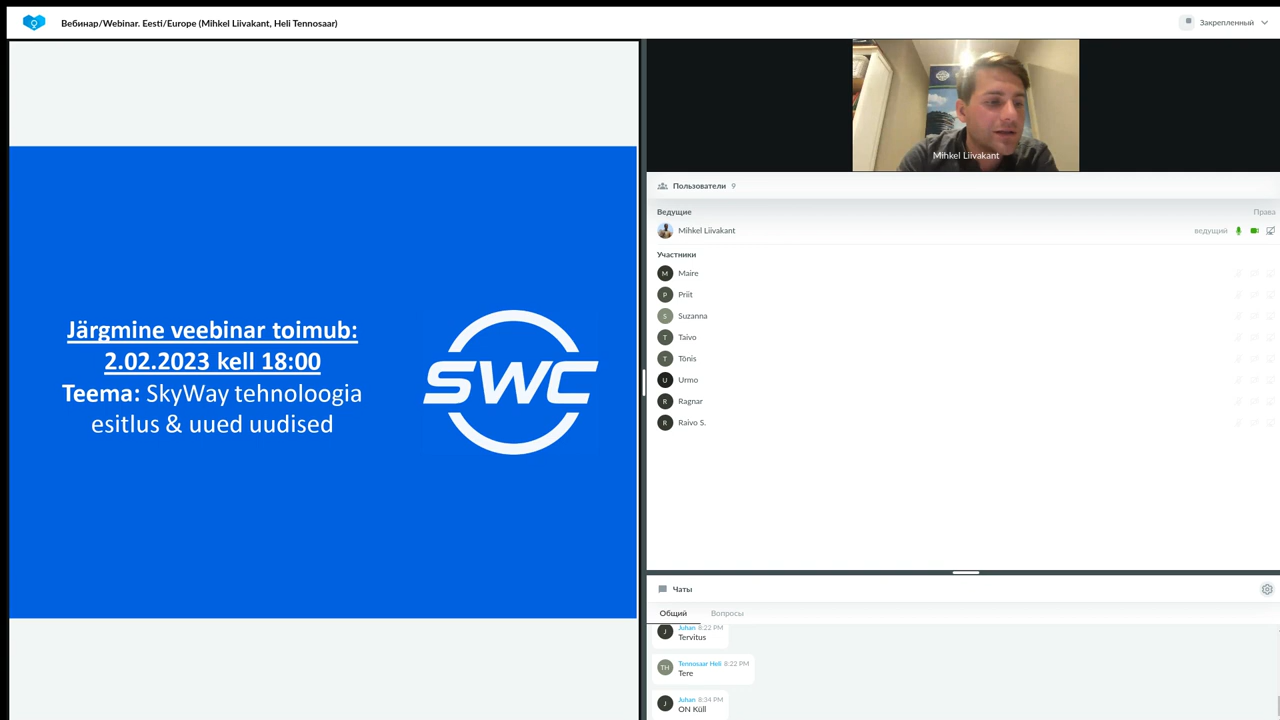 Вебинар/Webinar. Eesti/Europe (Mihkel Liivakant, Heli Tennosaar)
Закрепленный
Järgmine veebinar toimub:
2.02.2023 kell 18:00
Teema: SkyWay tehnoloogia
esitlus & uued uudised
SWC
Mihkel Liivakant
Пользователи 9
Ведущие
Права
Mihkel Liivakant
ведущий
Участники
M Maire
P Priit
S Suzanna
T Taivo
T Tõnis
U Urmo
R Ragnar
R Raivo S.
Чаты
Общий
Вопросы
J Juhan 8:22 PM
Tervitus
TH Tennosaar Heli 8:22 PM
Tere
J Juhan 8:34 PM
ON Küll